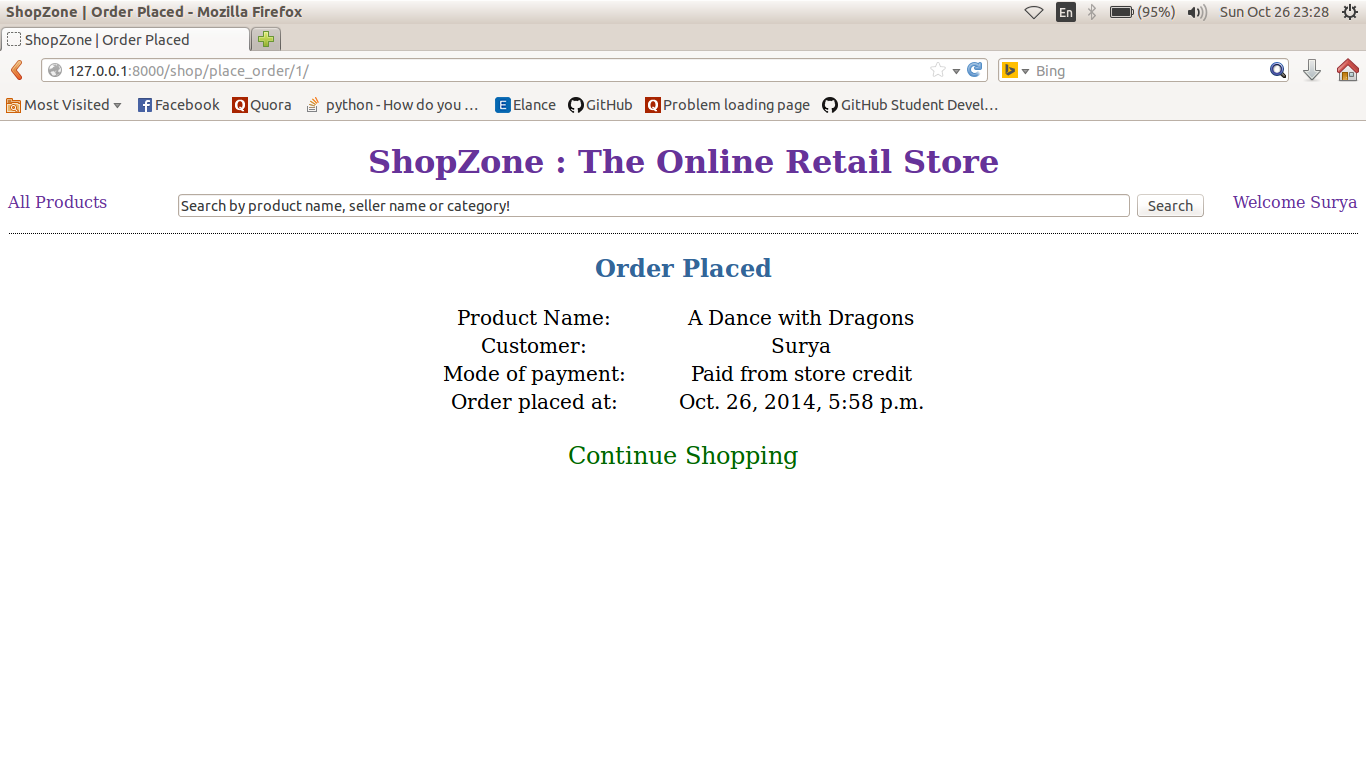 ShopZone | Order Placed - Mozilla Firefox En (95%) Sun Oct 26 23:28
ShopZone | Order Placed
127.0.0.1:8000/shop/place_order/1/ Bing
Most Visited Facebook Quora python - How do you ... Elance GitHub Problem loading page GitHub Student Devel...
ShopZone : The Online Retail Store
All Products Search by product name, seller name or category! Search Welcome Surya
Order Placed
Product Name: A Dance with Dragons
Customer: Surya
Mode of payment: Paid from store credit
Order placed at: Oct. 26, 2014, 5:58 p.m.
Continue Shopping